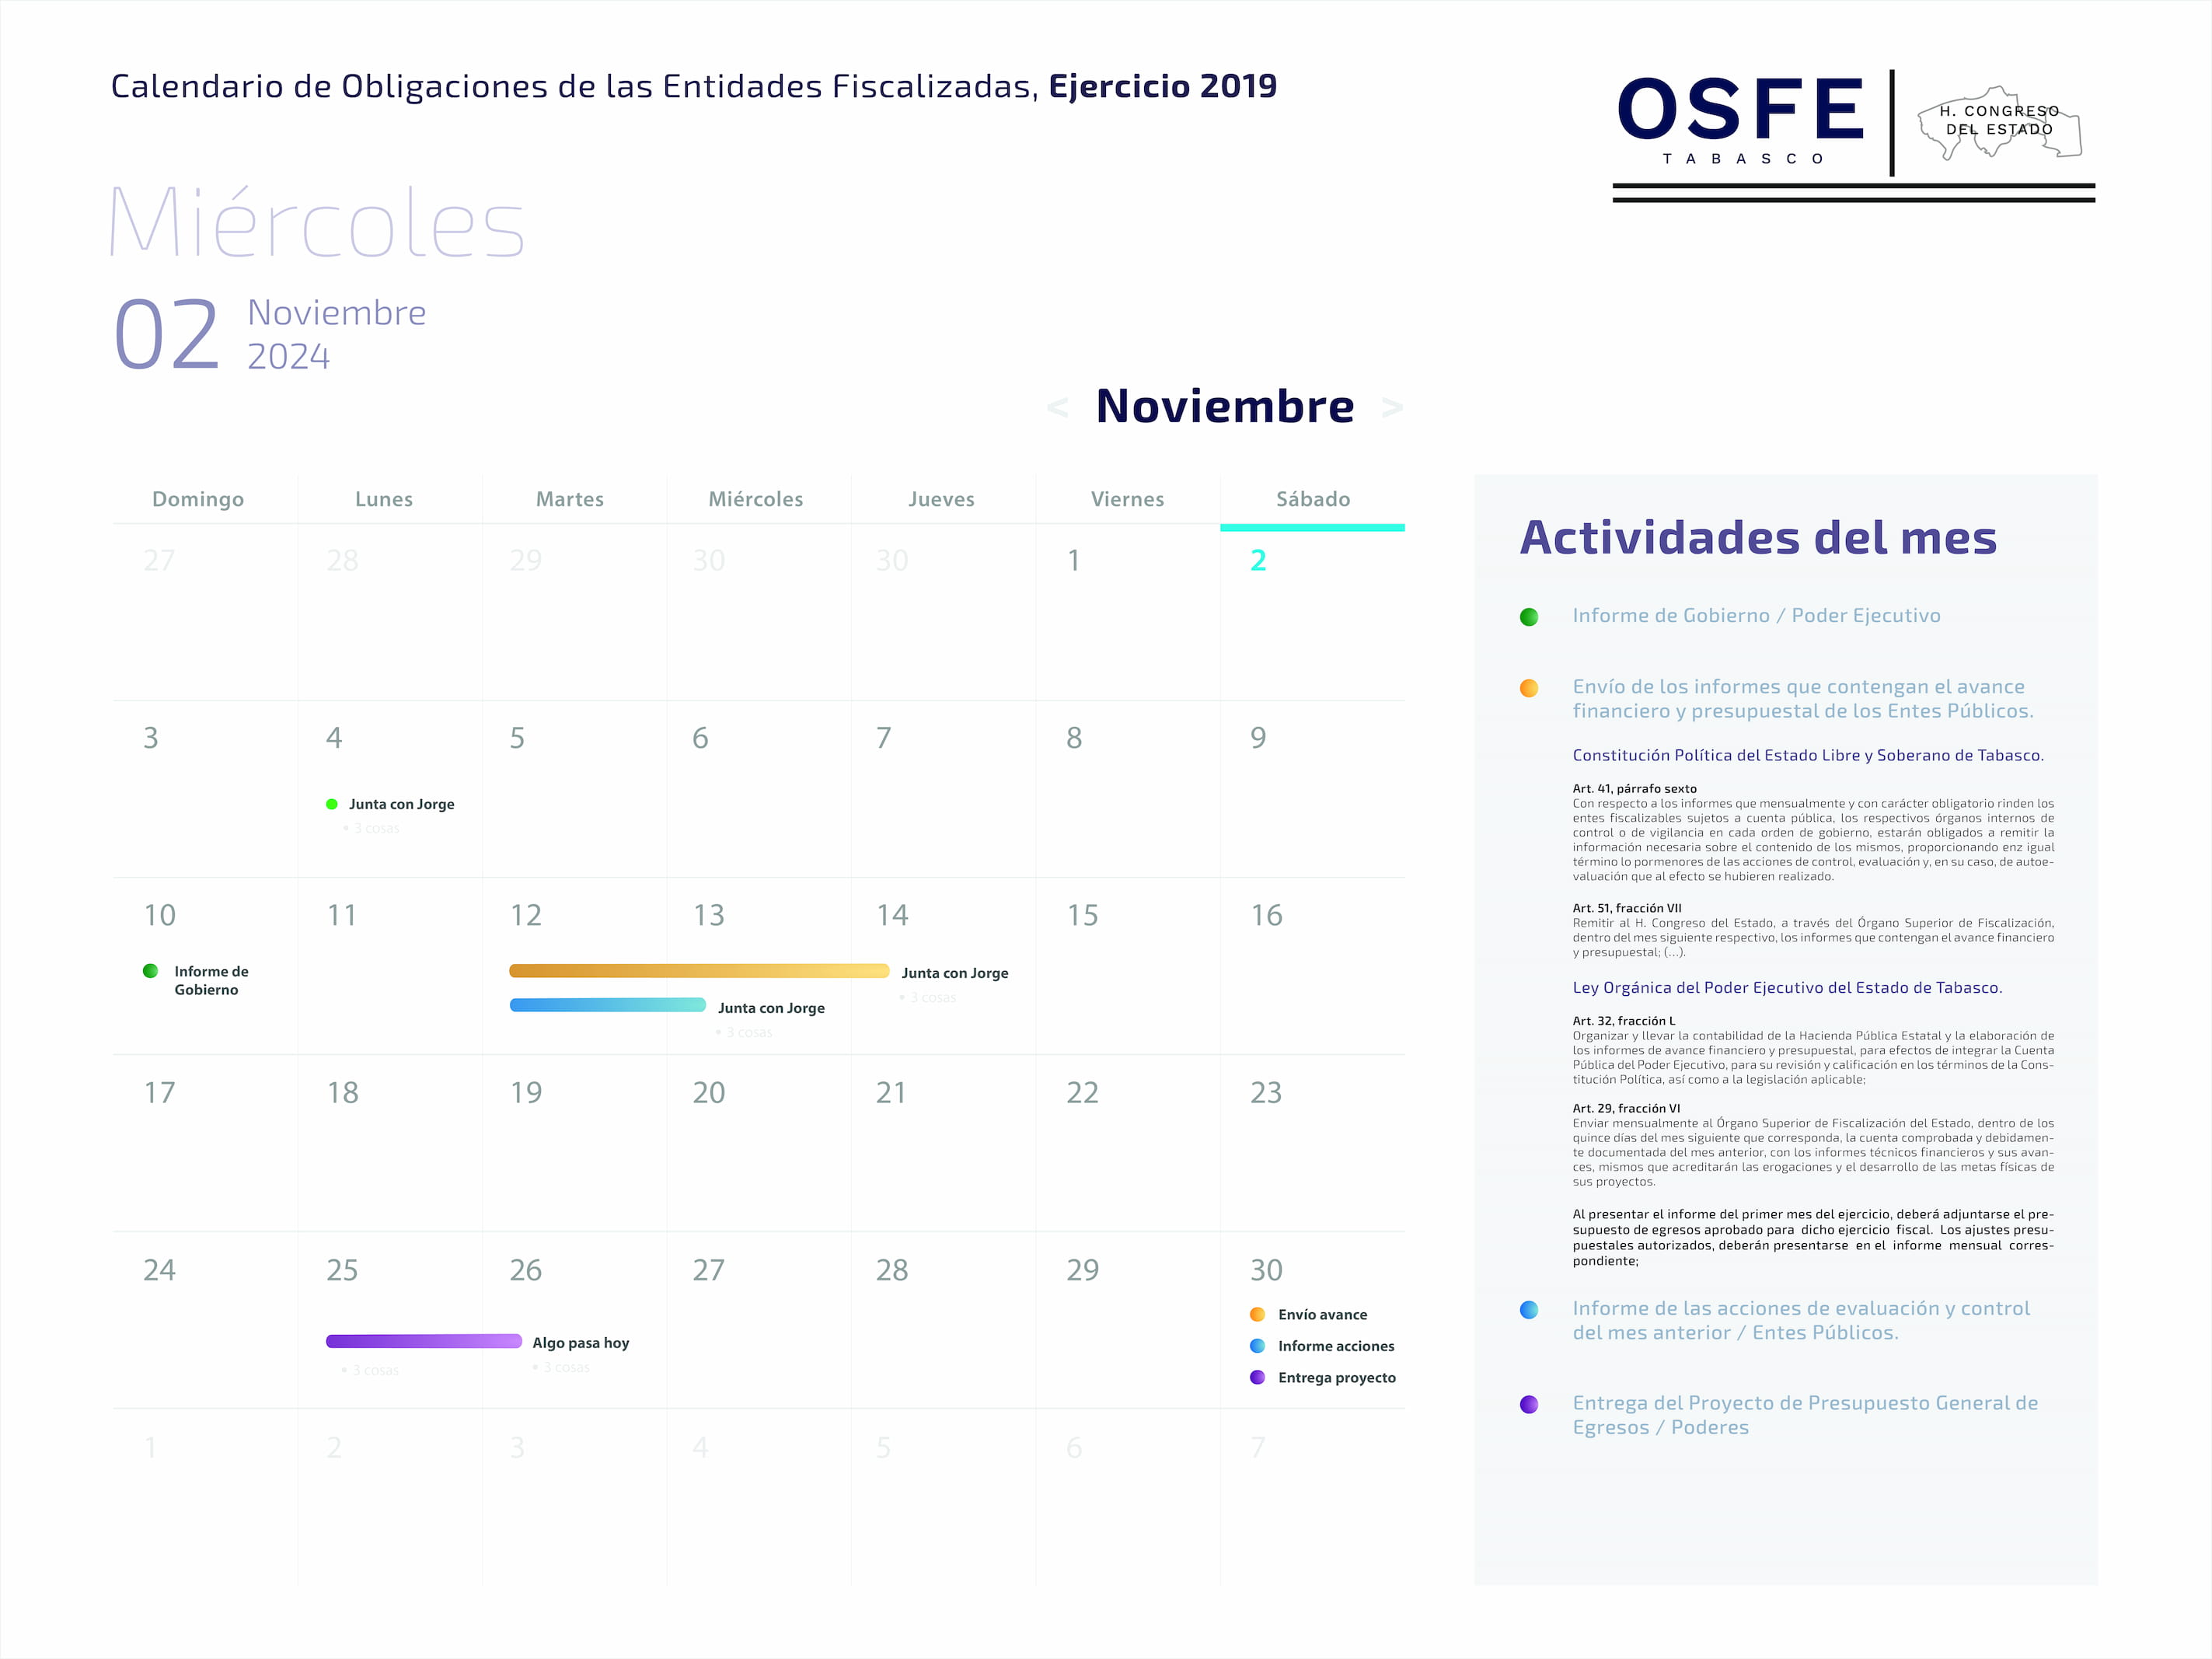 Calendario de Obligaciones de las Entidades Fiscalizadas, Ejercicio 2019
OSFE
TABASCO
H. CONGRESO
DEL ESTADO
Miércoles
02
Noviembre
2024
< Noviembre >
Domingo Lunes Martes Miércoles Jueves Viernes Sábado
27 28 29 30 30 1 2
3 4 5 6 7 8 9
Junta con Jorge
• 3 cosas
10 11 12 13 14 15 16
Informe de
Gobierno
Junta con Jorge
• 3 cosas
Junta con Jorge
• 3 cosas
17 18 19 20 21 22 23
24 25 26 27 28 29 30
Algo pasa hoy
• 3 cosas
• 3 cosas
Envío avance
Informe acciones
Entrega proyecto
1 2 3 4 5 6 7
Actividades del mes
Informe de Gobierno / Poder Ejecutivo
Envío de los informes que contengan el avance
financiero y presupuestal de los Entes Públicos.
Constitución Política del Estado Libre y Soberano de Tabasco.
Art. 41, párrafo sexto
Con respecto a los informes que mensualmente y con carácter obligatorio rinden los
entes fiscalizables sujetos a cuenta pública, los respectivos órganos internos de
control o de vigilancia en cada orden de gobierno, estarán obligados a remitir la
información necesaria sobre el contenido de los mismos, proporcionando enz igual
término lo pormenores de las acciones de control, evaluación y, en su caso, de autoe-
valuación que al efecto se hubieren realizado.
Art. 51, fracción VII
Remitir al H. Congreso del Estado, a través del Órgano Superior de Fiscalización,
dentro del mes siguiente respectivo, los informes que contengan el avance financiero
y presupuestal; (...).
Ley Orgánica del Poder Ejecutivo del Estado de Tabasco.
Art. 32, fracción L
Organizar y llevar la contabilidad de la Hacienda Pública Estatal y la elaboración de
los informes de avance financiero y presupuestal, para efectos de integrar la Cuenta
Pública del Poder Ejecutivo, para su revisión y calificación en los términos de la Cons-
titución Política, así como a la legislación aplicable;
Art. 29, fracción VI
Enviar mensualmente al Órgano Superior de Fiscalización del Estado, dentro de los
quince días del mes siguiente que corresponda, la cuenta comprobada y debidamen-
te documentada del mes anterior, con los informes técnicos financieros y sus avan-
ces, mismos que acreditarán las erogaciones y el desarrollo de las metas físicas de
sus proyectos.
Al presentar el informe del primer mes del ejercicio, deberá adjuntarse el pre-
supuesto de egresos aprobado para dicho ejercicio fiscal. Los ajustes presu-
puestales autorizados, deberán presentarse en el informe mensual corres-
pondiente;
Informe de las acciones de evaluación y control
del mes anterior / Entes Públicos.
Entrega del Proyecto de Presupuesto General de
Egresos / Poderes